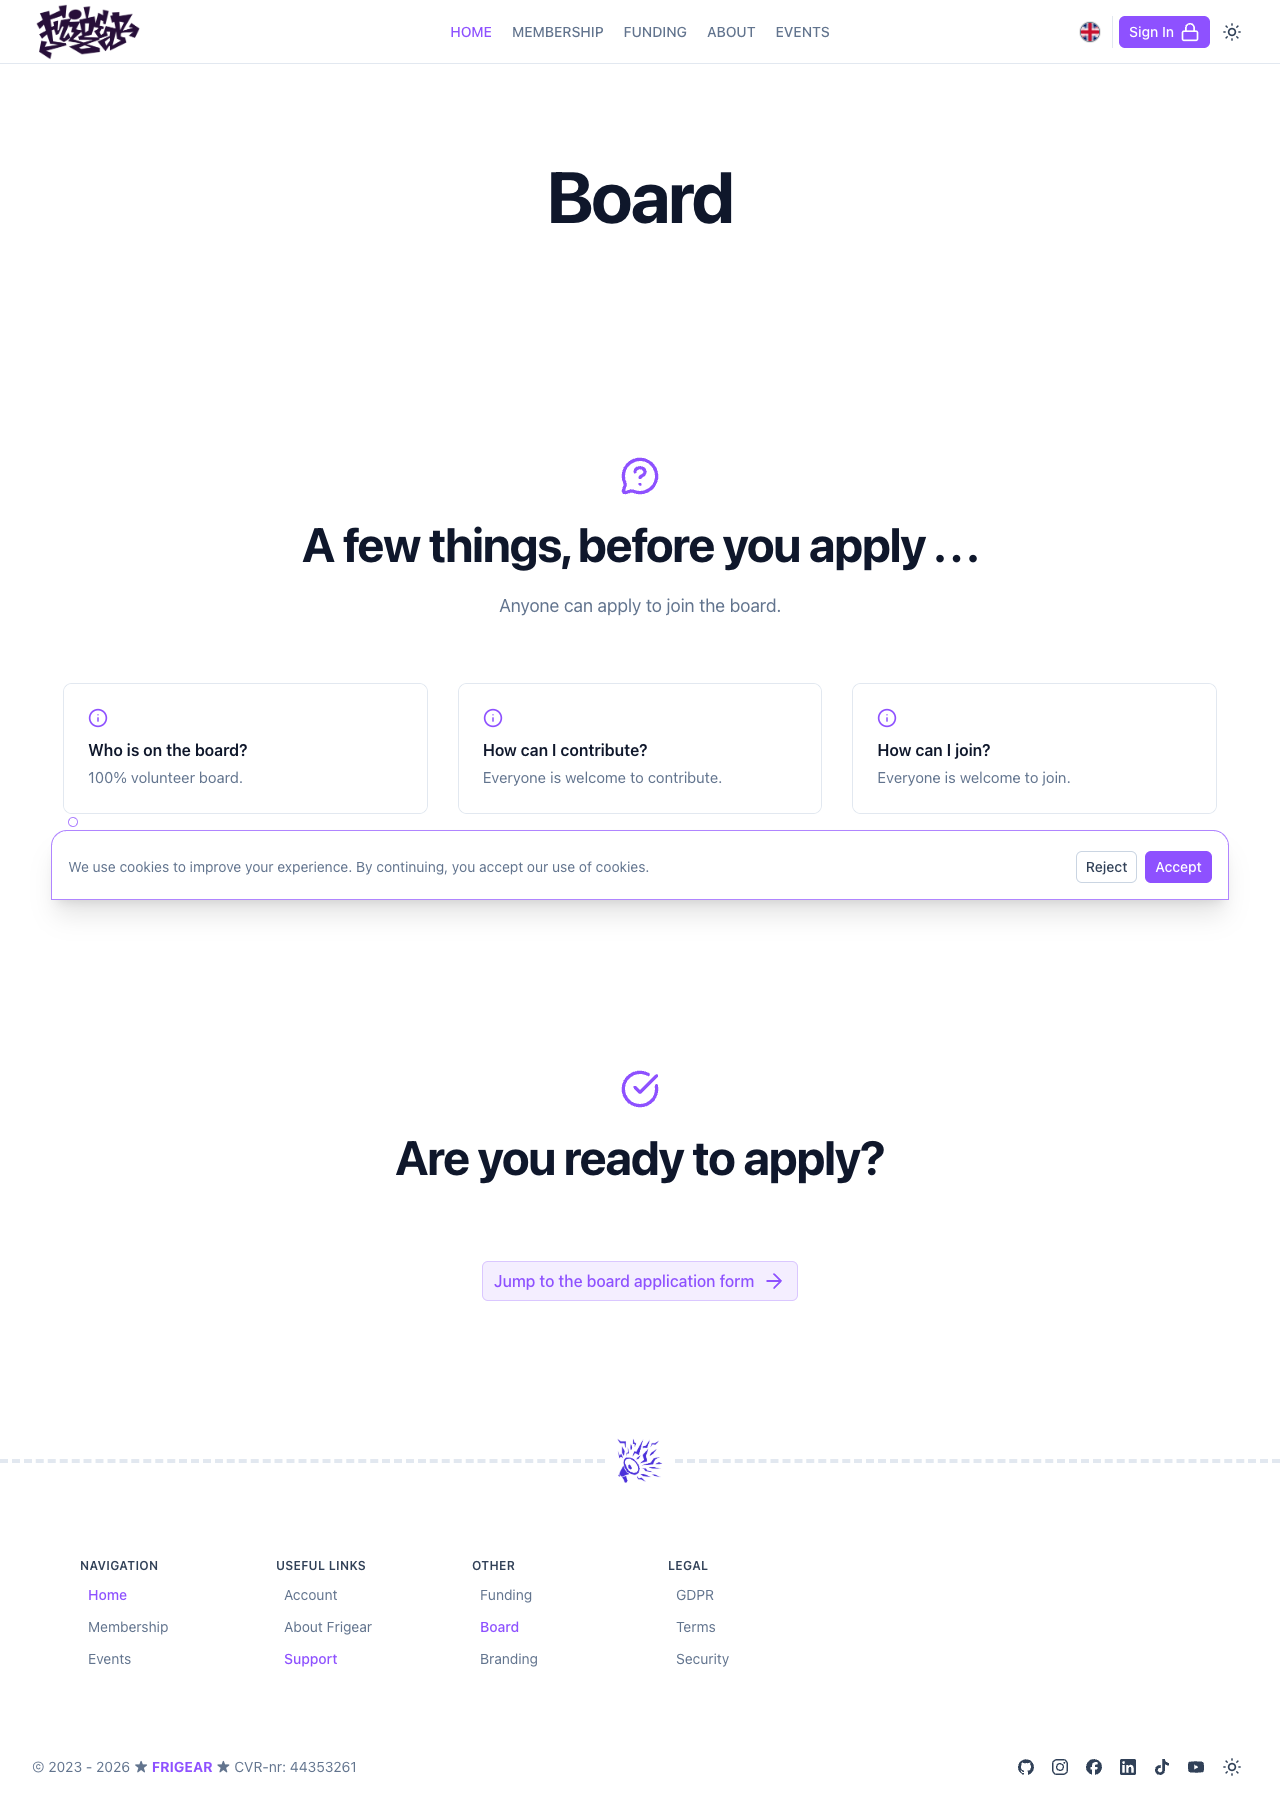 HOME MEMBERSHIP FUNDING ABOUT EVENTS Sign In
Board
A few things, before you apply . . .
Anyone can apply to join the board.
Who is on the board?
100% volunteer board.
How can I contribute?
Everyone is welcome to contribute.
How can I join?
Everyone is welcome to join.
We use cookies to improve your experience. By continuing, you accept our use of cookies. Reject Accept
Are you ready to apply?
Jump to the board application form
NAVIGATION
Home
Membership
Events
USEFUL LINKS
Account
About Frigear
Support
OTHER
Funding
Board
Branding
LEGAL
GDPR
Terms
Security
© 2023 - 2026 ★ FRIGEAR ★ CVR-nr: 44353261